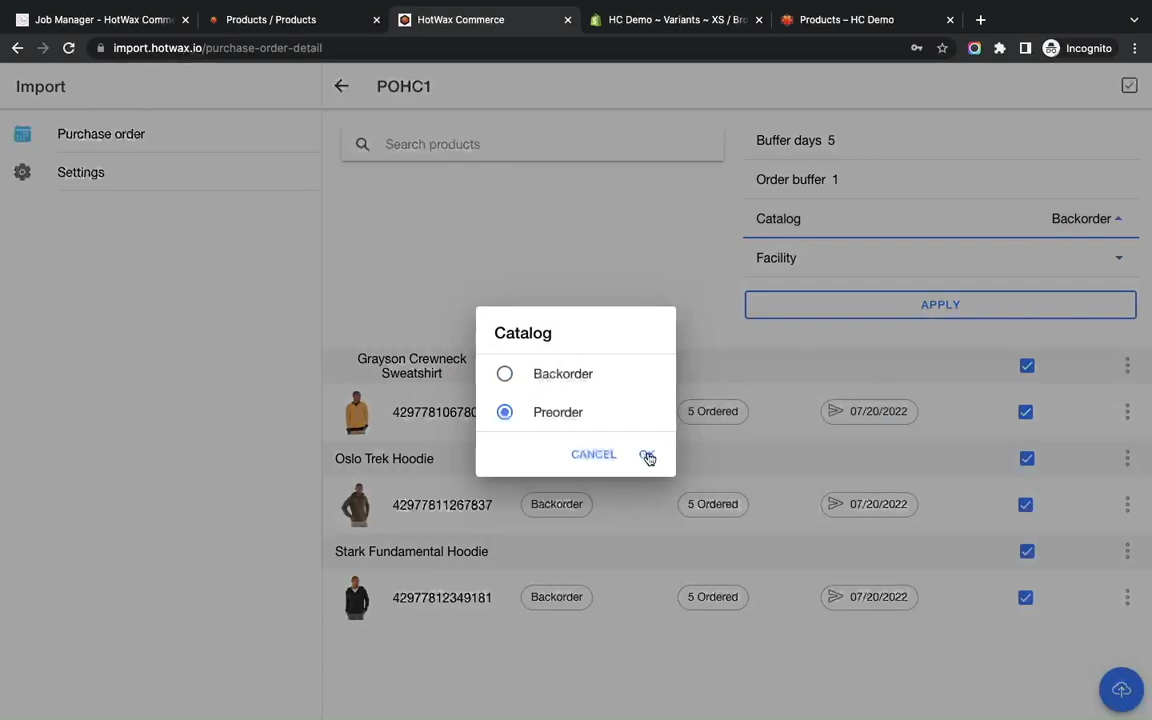 Job Manager - HotWax Comme
Products / Products
HotWax Commerce
HC Demo ~ Variants ~ XS / Bro
Products – HC Demo
import.hotwax.io/purchase-order-detail
Incognito
Import
POHC1
Purchase order
Settings
Search products
Buffer days 5
Order buffer 1
Catalog
Backorder
Facility
APPLY
Catalog
Backorder
Preorder
CANCEL
Grayson Crewneck
Sweatshirt
42977810678
5 Ordered
07/20/2022
Oslo Trek Hoodie
42977811267837
Backorder
5 Ordered
07/20/2022
Stark Fundamental Hoodie
42977812349181
Backorder
5 Ordered
07/20/2022